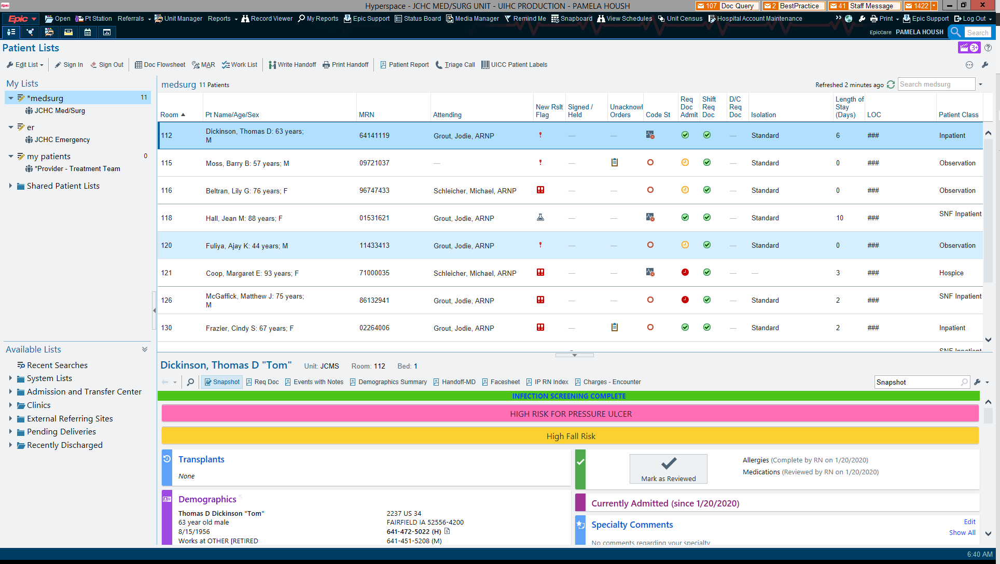 Hyperspace - JCHC MED/SURG UNIT - UIHC PRODUCTION - PAMELA HOUSH
107 Doc Query 2 BestPractice 41 Staff Message 1422
Epic Open Pt Station Referrals Unit Manager Reports Record Viewer My Reports Epic Support Status Board Media Manager Remind Me Snapboard View Schedules Unit Census Hospital Account Maintenance Print Epic Support Log Out
EpicCare PAMELA HOUSH Search
Patient Lists
3+
Edit List Sign In Sign Out Doc Flowsheet MAR Work List Write Handoff Print Handoff Patient Report Triage Call UICC Patient Labels
My Lists
*medsurg 11
JCHC Med/Surg
er
JCHC Emergency
my patients 0
*Provider - Treatment Team
Shared Patient Lists
Available Lists
Recent Searches
System Lists
Admission and Transfer Center
Clinics
External Referring Sites
Pending Deliveries
Recently Discharged
medsurg 11 Patients
Refreshed 2 minutes ago Search medsurg
Room Pt Name/Age/Sex MRN Attending New Rslt Flag Signed / Held Unacknowl Orders Code St Req Doc Admit Shift Req Doc D/C Req Doc Isolation Length of Stay (Days) LOC Patient Class
112 Dickinson, Thomas D: 63 years; M 64141119 Grout, Jodie, ARNP — — — Standard 6 ### Inpatient
115 Moss, Barry B: 57 years; M 09721037 — — — Standard 0 ### Observation
116 Beltran, Lily G: 76 years; F 96747433 Schleicher, Michael, ARNP — — — Standard 0 ### Observation
118 Hall, Jean M: 88 years; F 01531621 Grout, Jodie, ARNP — — — Standard 10 ### SNF Inpatient
120 Fuliya, Ajay K: 44 years; M 11433413 Grout, Jodie, ARNP — — — Standard 0 ### Observation
121 Coop, Margaret E: 93 years; F 71000035 Schleicher, Michael, ARNP — — — — 3 ### Hospice
126 McGaffick, Matthew J: 75 years; M 86132941 Grout, Jodie, ARNP — — — Standard 2 ### SNF Inpatient
130 Frazier, Cindy S: 67 years; F 02264006 Grout, Jodie, ARNP — — Standard 2 ### Inpatient
SNF Inpatient
Dickinson, Thomas D "Tom" Unit: JCMS Room: 112 Bed: 1
Snapshot Req Doc Events with Notes Demographics Summary Handoff-MD Facesheet IP RN Index Charges - Encounter Snapshot
INFECTION SCREENING COMPLETE
HIGH RISK FOR PRESSURE ULCER
High Fall Risk
Transplants
None
Demographics
Thomas D Dickinson "Tom"
63 year old male
8/15/1956
Works at OTHER [RETIRED
2237 US 34
FAIRFIELD IA 52556-4200
641-472-5022 (H)
641-451-5208 (M)
Mark as Reviewed
Allergies (Complete by RN on 1/20/2020)
Medications (Reviewed by RN on 1/20/2020)
Currently Admitted (since 1/20/2020)
Specialty Comments
Edit
Show All
No comments regarding your specialty
6:40 AM